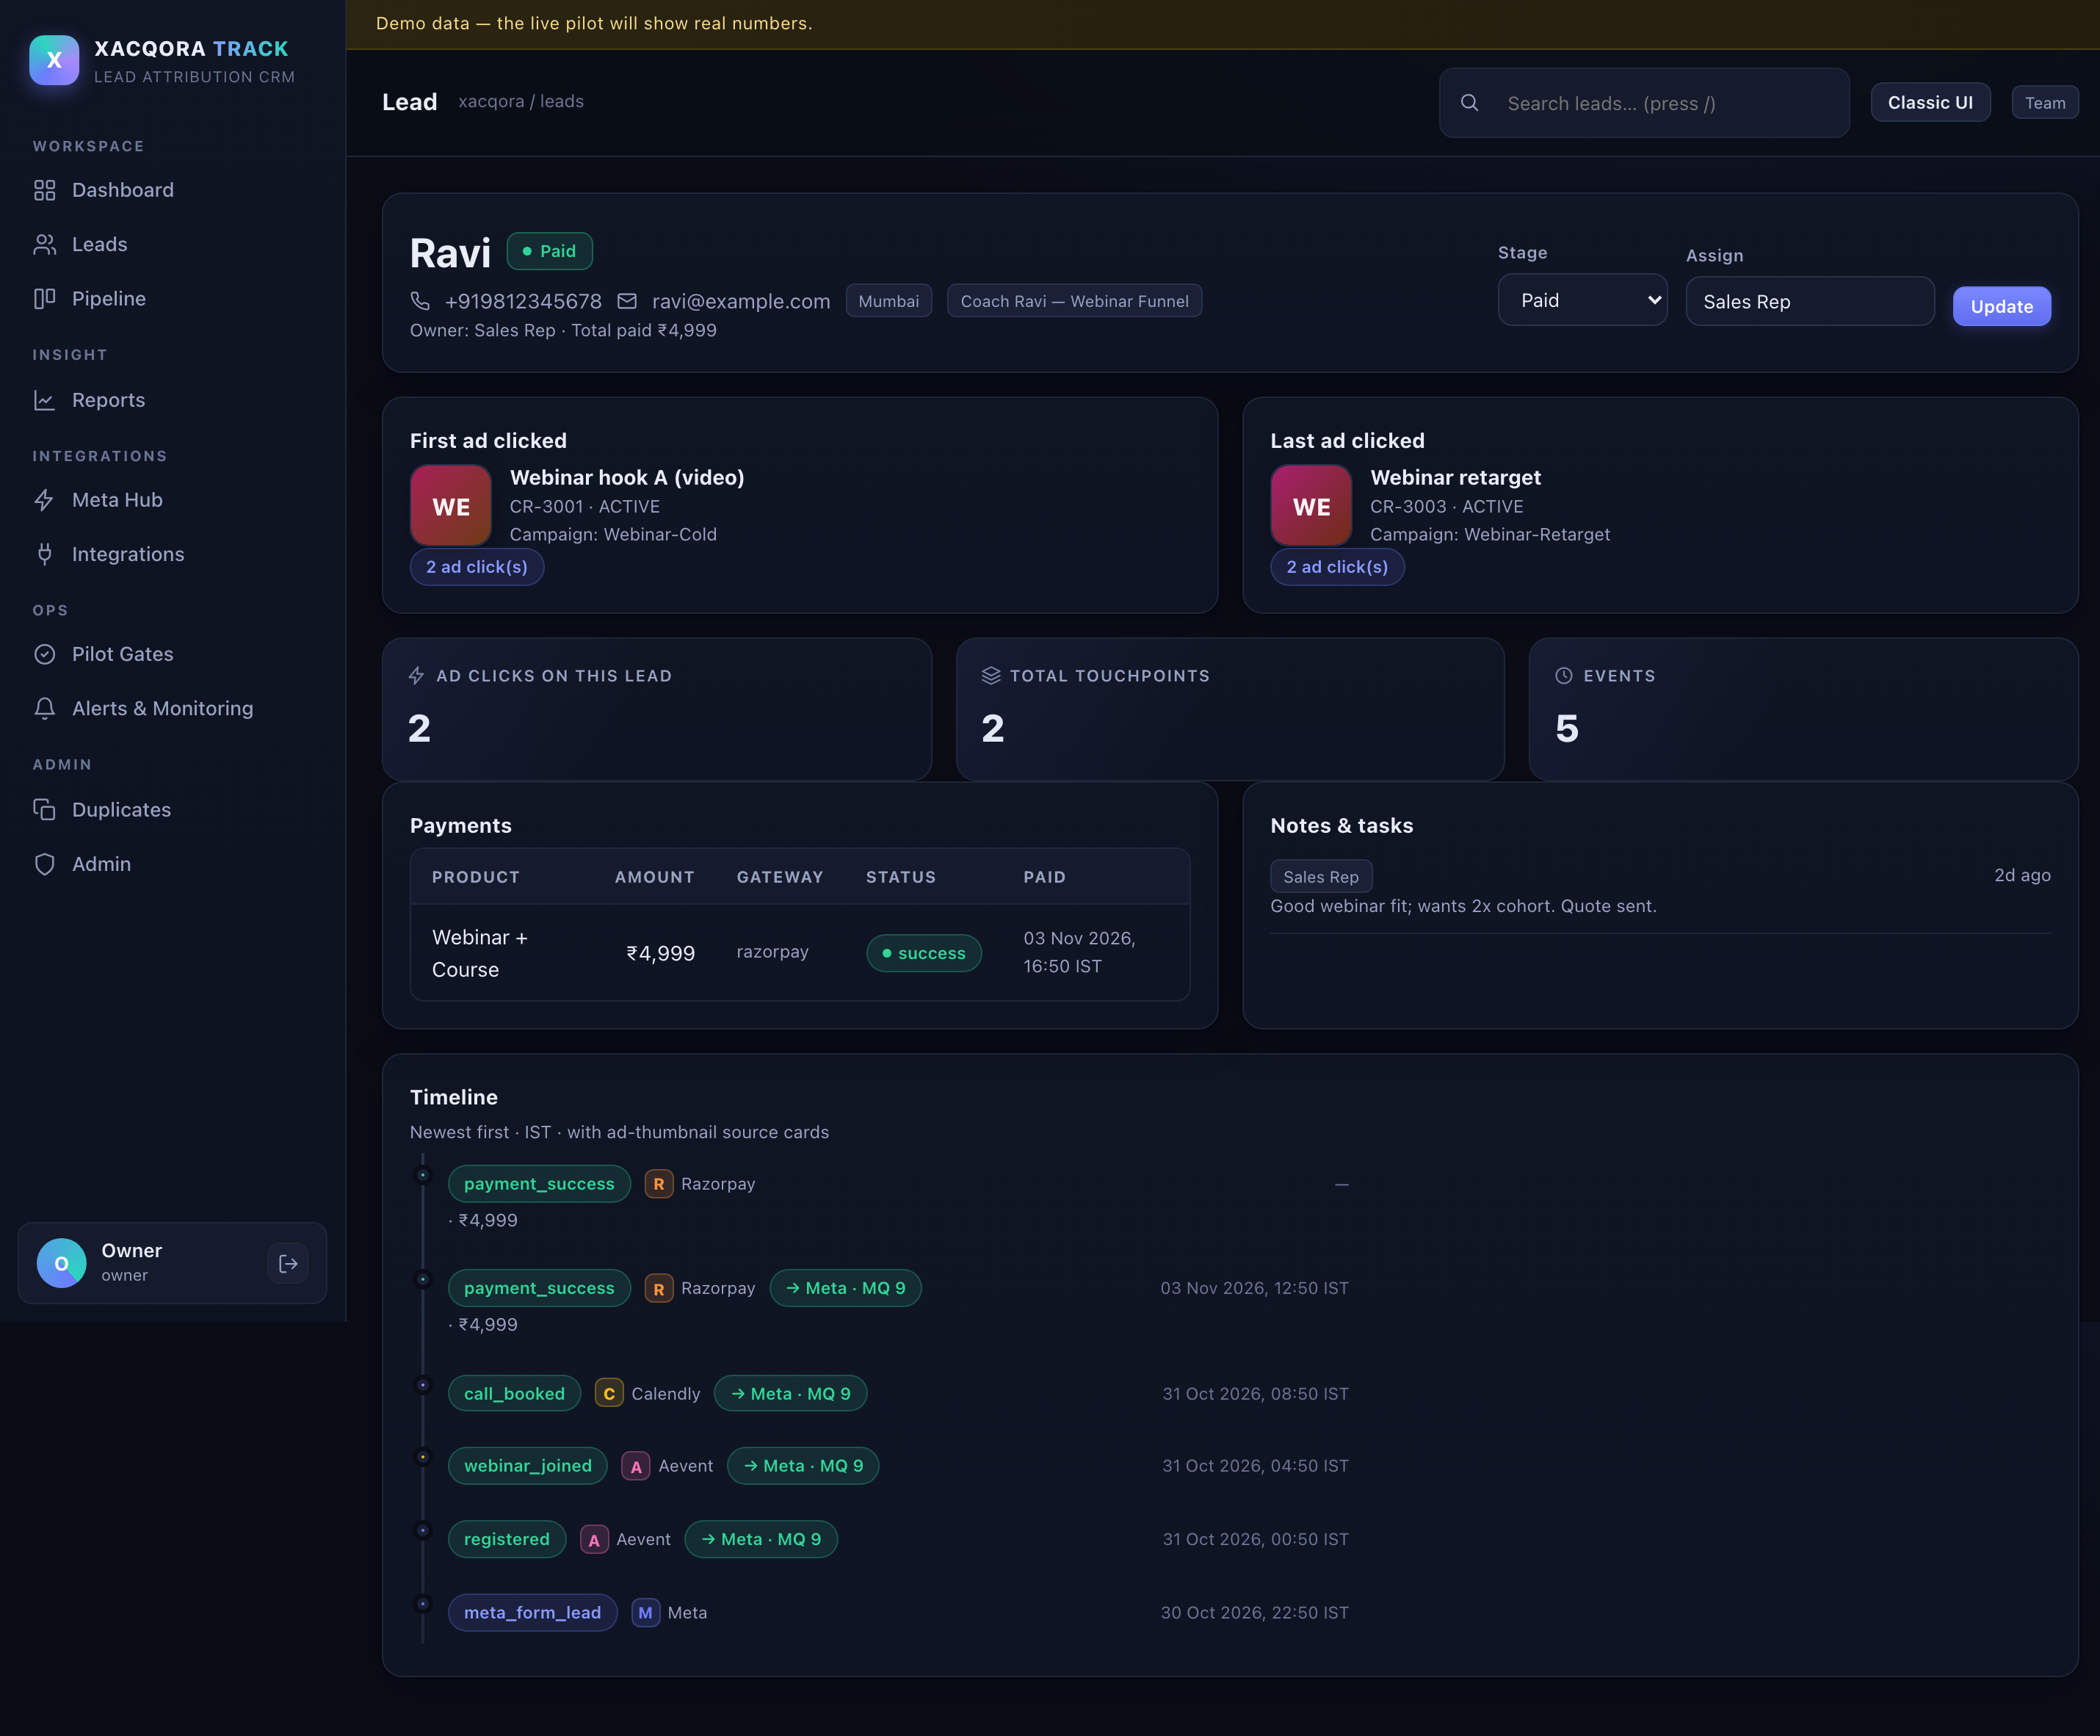 X
XACQORA TRACK
LEAD ATTRIBUTION CRM
WORKSPACE
Dashboard
Leads
Pipeline
INSIGHT
Reports
INTEGRATIONS
Meta Hub
Integrations
OPS
Pilot Gates
Alerts & Monitoring
ADMIN
Duplicates
Admin
O
Owner
owner
Demo data — the live pilot will show real numbers.
Lead xacqora / leads
Search leads... (press /)
Classic UI
Team
Ravi Paid
+919812345678 ravi@example.com Mumbai Coach Ravi — Webinar Funnel
Owner: Sales Rep · Total paid ₹4,999
Stage
Paid
Assign
Sales Rep
Update
First ad clicked
WE
Webinar hook A (video)
CR-3001 · ACTIVE
Campaign: Webinar-Cold
2 ad click(s)
Last ad clicked
WE
Webinar retarget
CR-3003 · ACTIVE
Campaign: Webinar-Retarget
2 ad click(s)
AD CLICKS ON THIS LEAD
2
TOTAL TOUCHPOINTS
2
EVENTS
5
Payments
PRODUCT AMOUNT GATEWAY STATUS PAID
Webinar +
Course
₹4,999
razorpay
success
03 Nov 2026,
16:50 IST
Notes & tasks
Sales Rep 2d ago
Good webinar fit; wants 2x cohort. Quote sent.
Timeline
Newest first · IST · with ad-thumbnail source cards
payment_success R Razorpay —
· ₹4,999
payment_success R Razorpay → Meta · MQ 9 03 Nov 2026, 12:50 IST
· ₹4,999
call_booked C Calendly → Meta · MQ 9 31 Oct 2026, 08:50 IST
webinar_joined A Aevent → Meta · MQ 9 31 Oct 2026, 04:50 IST
registered A Aevent → Meta · MQ 9 31 Oct 2026, 00:50 IST
meta_form_lead M Meta 30 Oct 2026, 22:50 IST